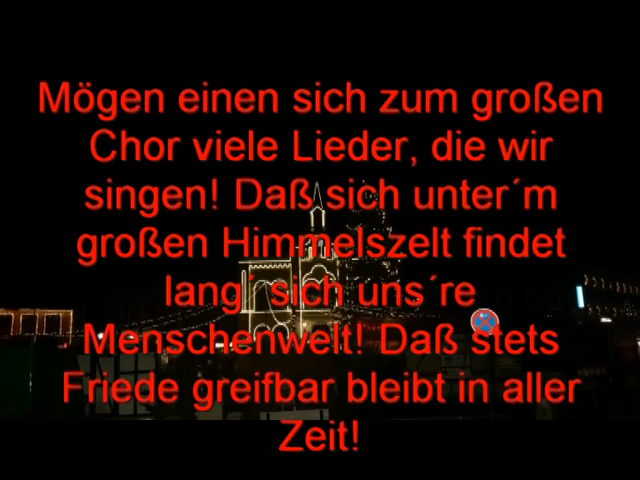 Mögen einen sich zum großen
Chor viele Lieder, die wir
singen! Daß sich unter´m
großen Himmelszelt findet
lang´ sich uns´re
Menschenwelt! Daß stets
Friede greifbar bleibt in aller
Zeit!